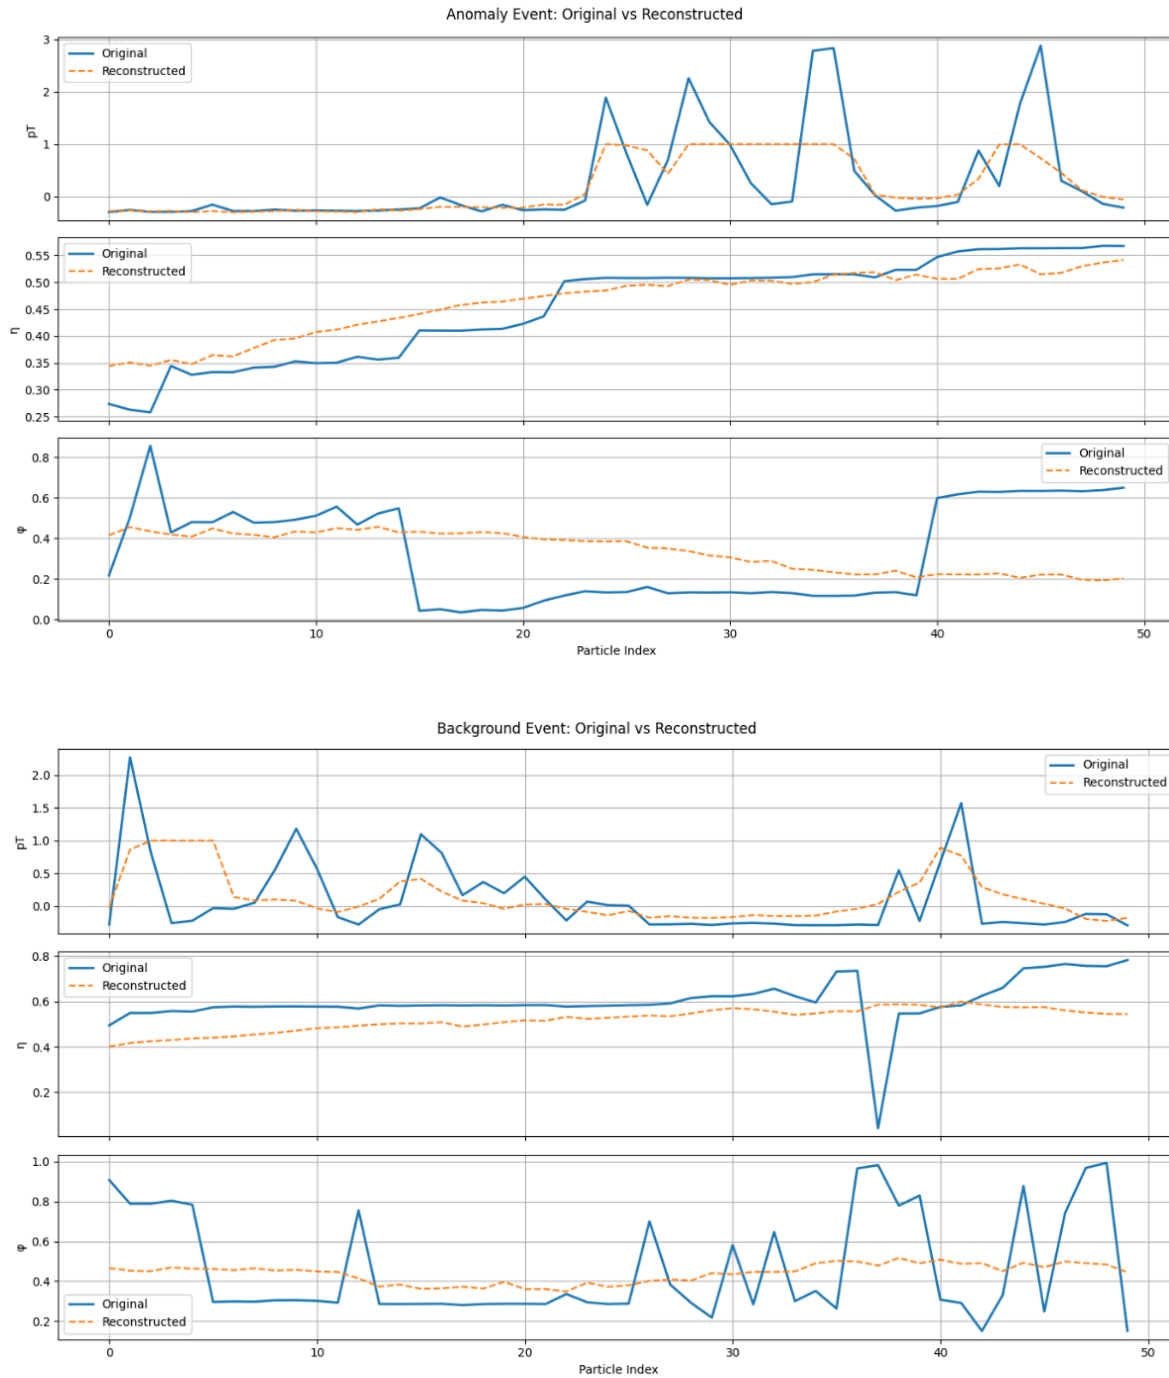 Anomaly Event: Original vs Reconstructed
3
2
1
0
pT
Original
Reconstructed
0.55
0.50
0.45
0.40
0.35
0.30
0.25
η
Original
Reconstructed
0.8
0.6
0.4
0.2
0.0
φ
Original
Reconstructed
0 10 20 30 40 50
Particle Index
Background Event: Original vs Reconstructed
2.0
1.5
1.0
0.5
0.0
pT
Original
Reconstructed
0.8
0.6
0.4
0.2
η
Original
Reconstructed
1.0
0.8
0.6
0.4
0.2
φ
Original
Reconstructed
0 10 20 30 40 50
Particle Index